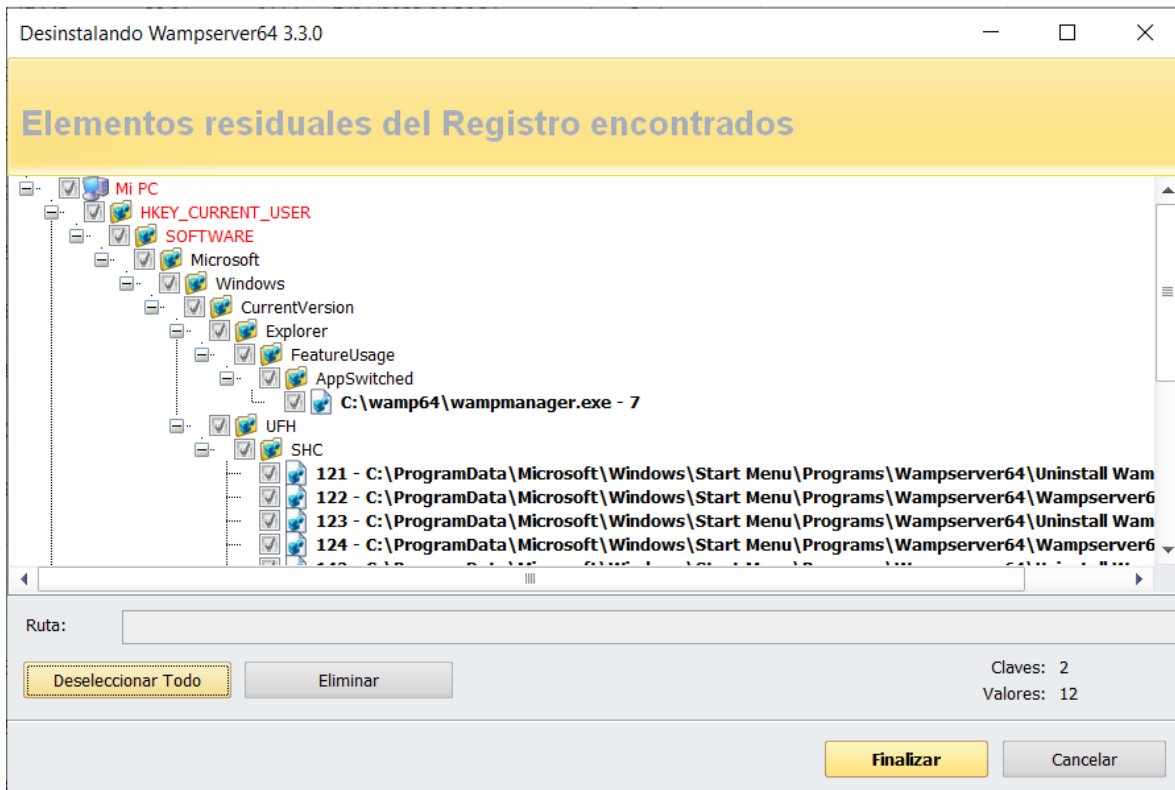 Desinstalando Wampserver64 3.3.0
Elementos residuales del Registro encontrados
Mi PC
HKEY_CURRENT_USER
SOFTWARE
Microsoft
Windows
CurrentVersion
Explorer
FeatureUsage
AppSwitched
C:\wamp64\wampmanager.exe - 7
UFH
SHC
121 - C:\ProgramData\Microsoft\Windows\Start Menu\Programs\Wampserver64\Uninstall Wam
122 - C:\ProgramData\Microsoft\Windows\Start Menu\Programs\Wampserver64\Wampserver6
123 - C:\ProgramData\Microsoft\Windows\Start Menu\Programs\Wampserver64\Uninstall Wam
124 - C:\ProgramData\Microsoft\Windows\Start Menu\Programs\Wampserver64\Wampserver6
Ruta:
Deseleccionar Todo Eliminar Claves: 2
Valores: 12
Finalizar Cancelar